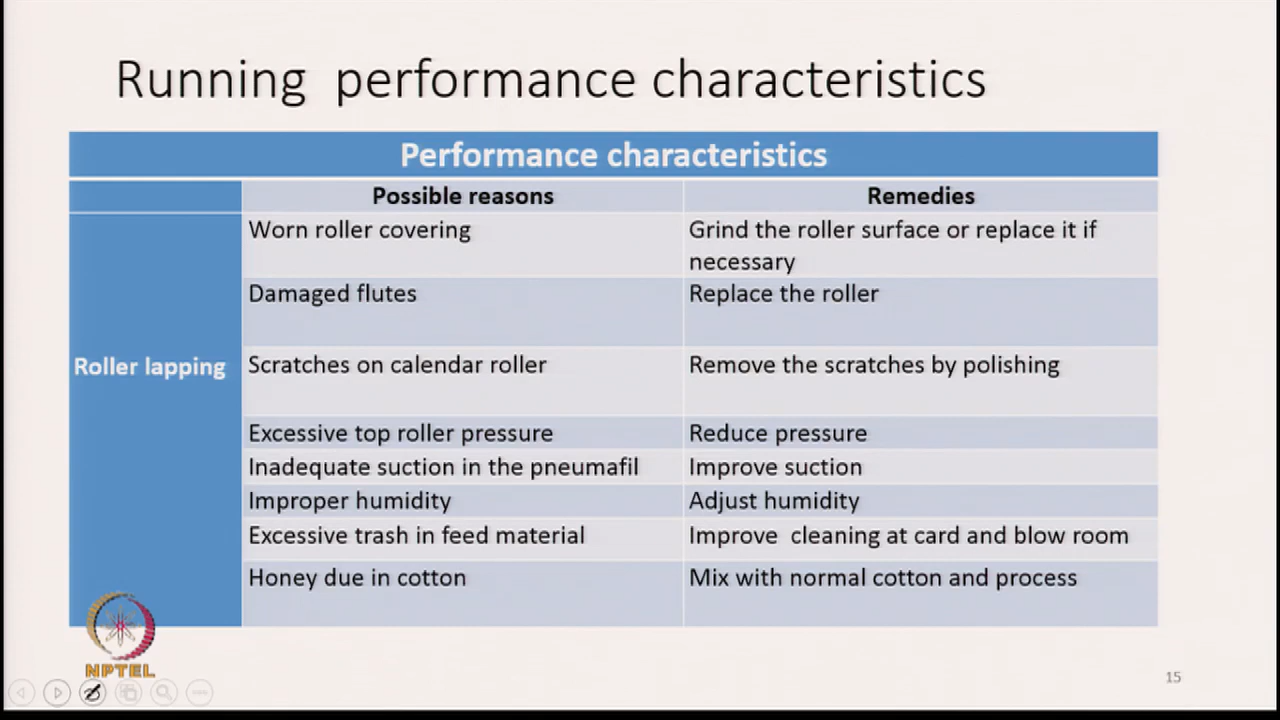 Running performance characteristics
Performance characteristics
Possible reasons
Remedies
Roller lapping
Worn roller covering
Grind the roller surface or replace it if
necessary
Damaged flutes
Replace the roller
Scratches on calendar roller
Remove the scratches by polishing
Excessive top roller pressure
Reduce pressure
Inadequate suction in the pneumafil
Improve suction
Improper humidity
Adjust humidity
Excessive trash in feed material
Improve cleaning at card and blow room
Honey due in cotton
Mix with normal cotton and process
NPTEL
15